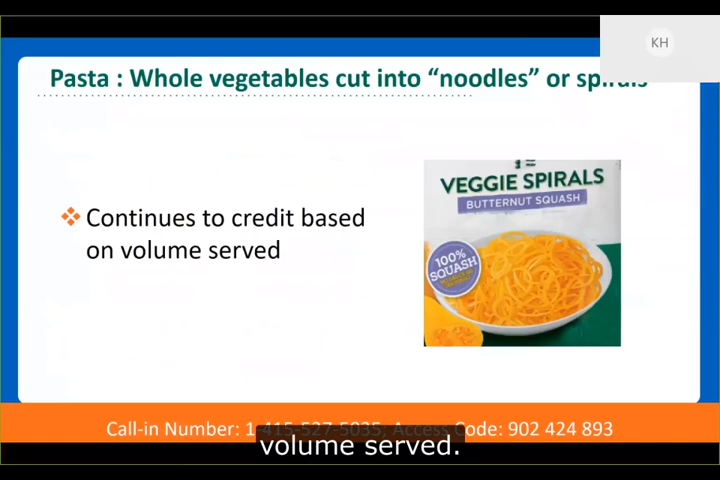 KH
Pasta : Whole vegetables cut into “noodles” or spirals
Continues to credit based
on volume served
VEGGIE SPIRALS
BUTTERNUT SQUASH
100%
SQUASH
Call-in Number: 1-415-527-5035, Access Code: 902 424 893
volume served.